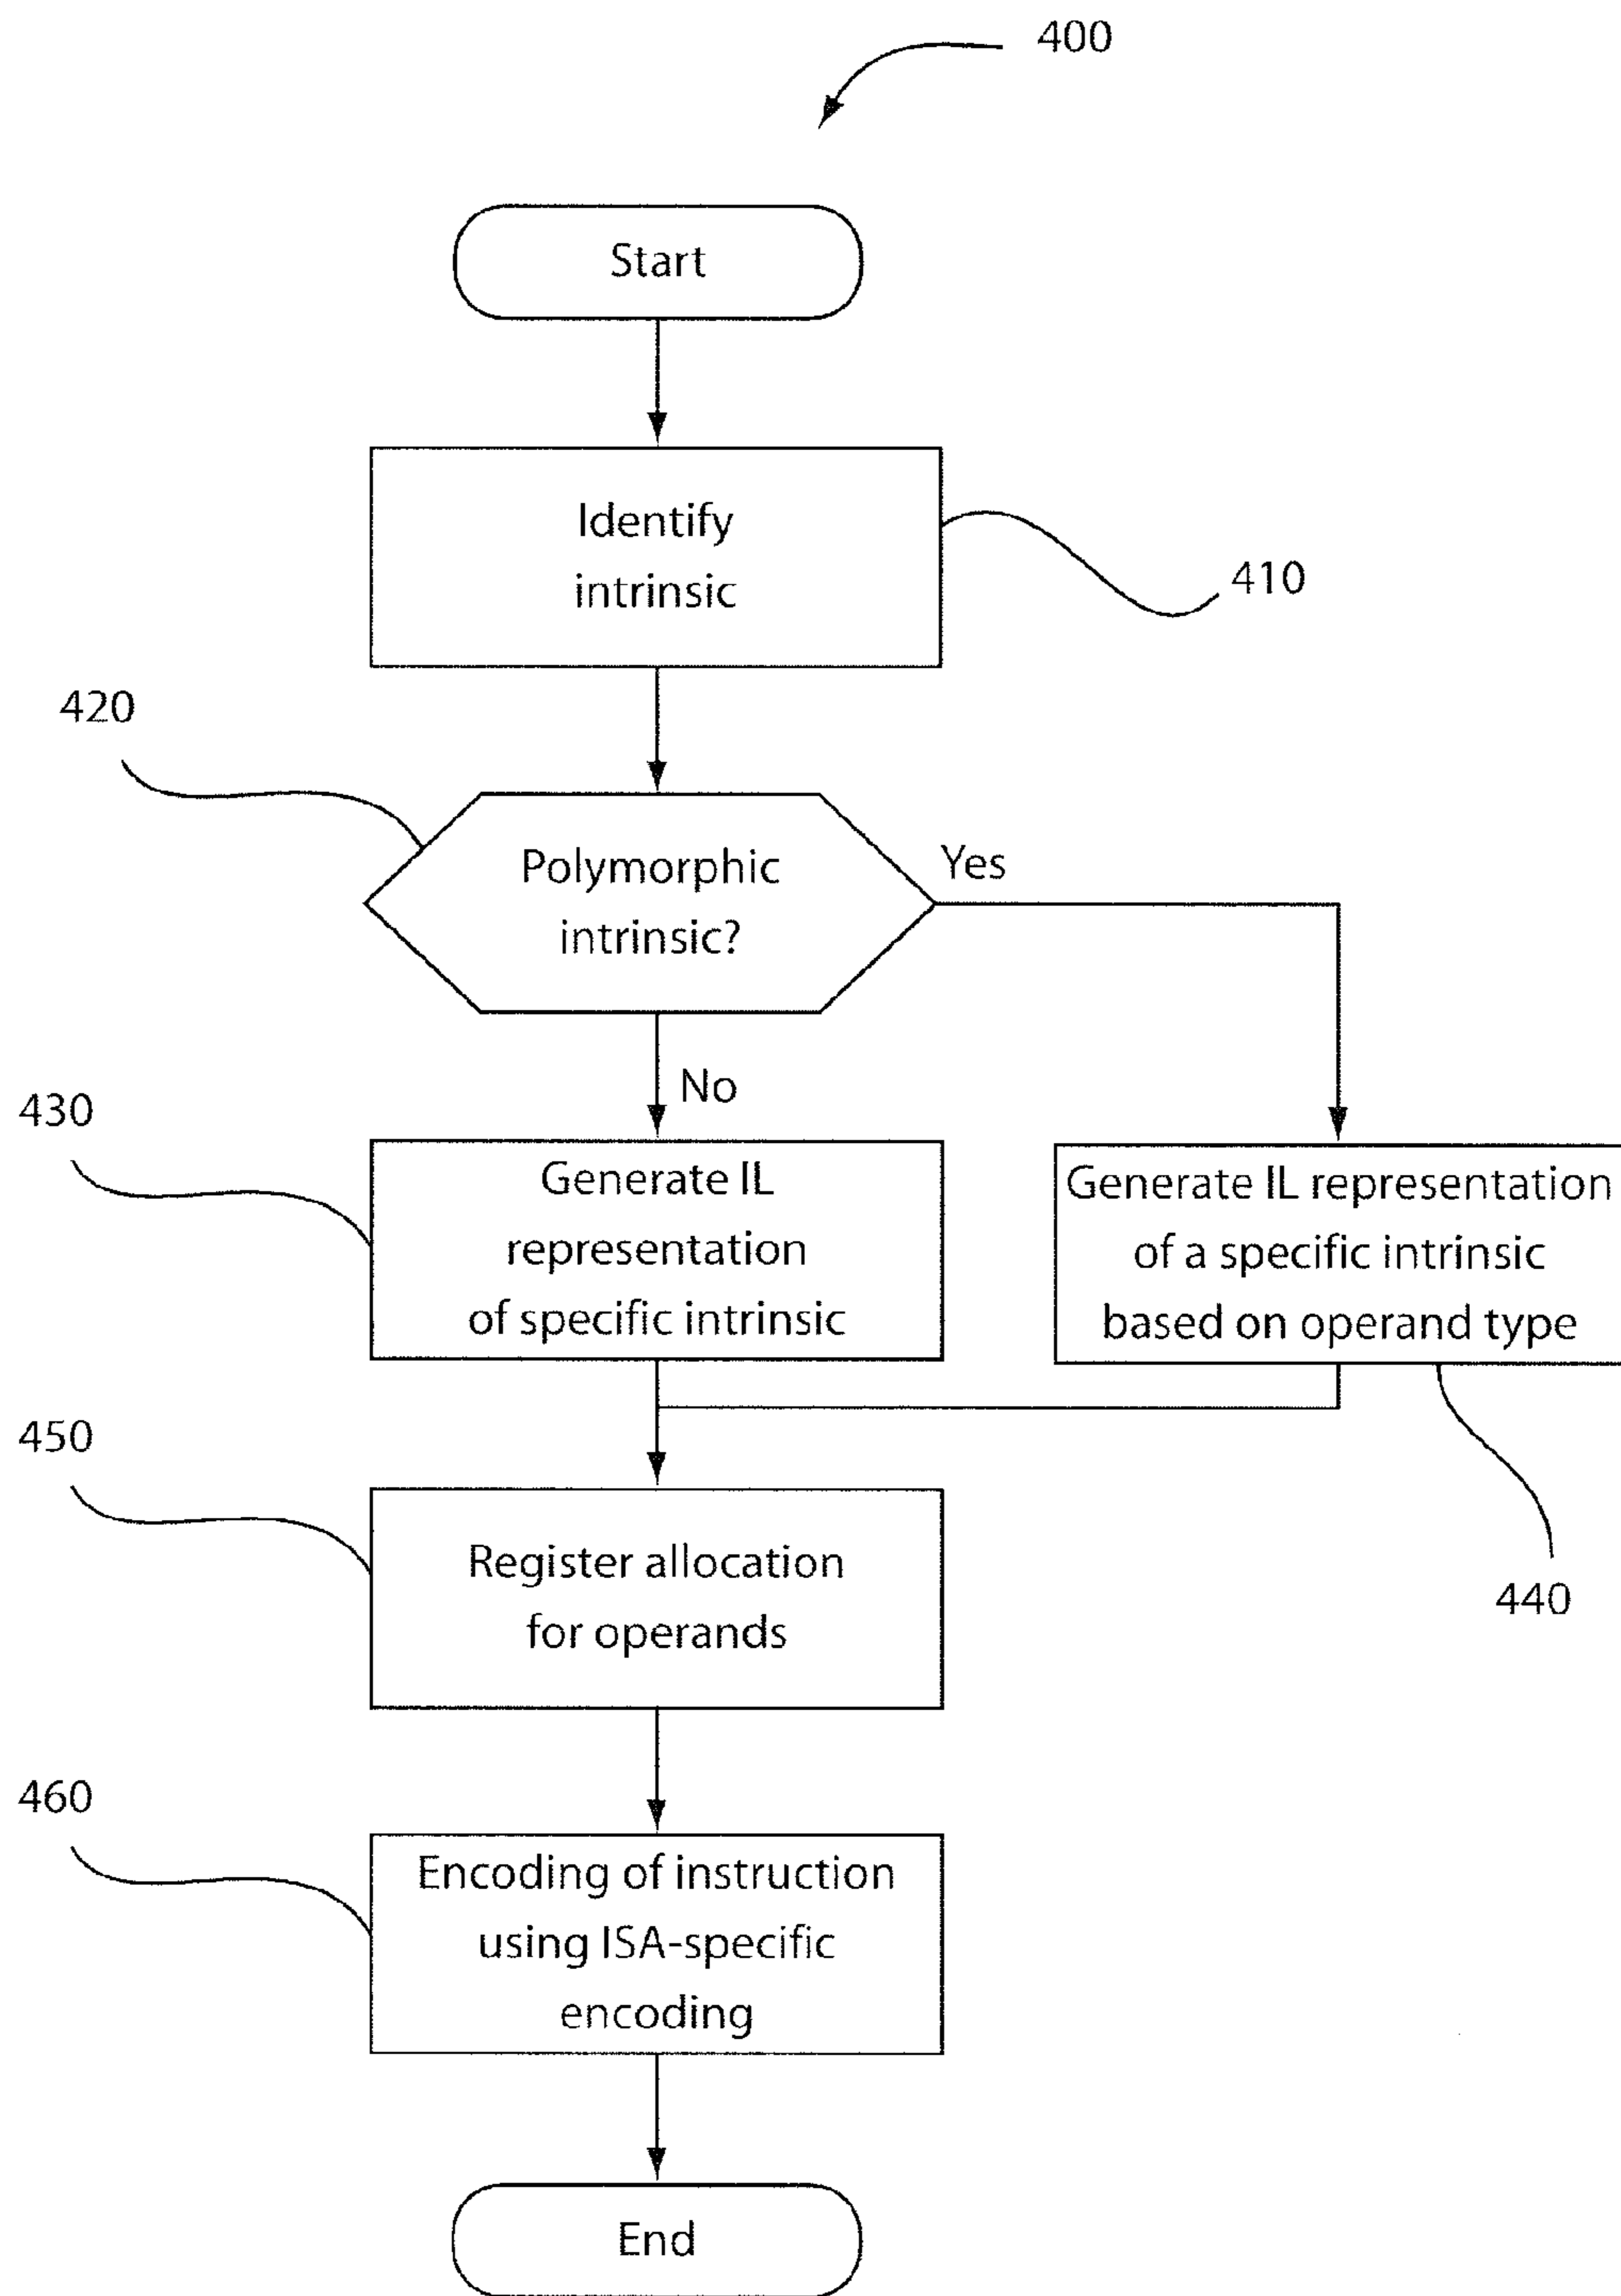 400
Start
Identify
intrinsic
410
420
Polymorphic
intrinsic?
Yes
No
430
Generate IL
representation
of specific intrinsic
Generate IL representation
of a specific intrinsic
based on operand type
440
450
Register allocation
for operands
460
Encoding of instruction
using ISA-specific
encoding
End